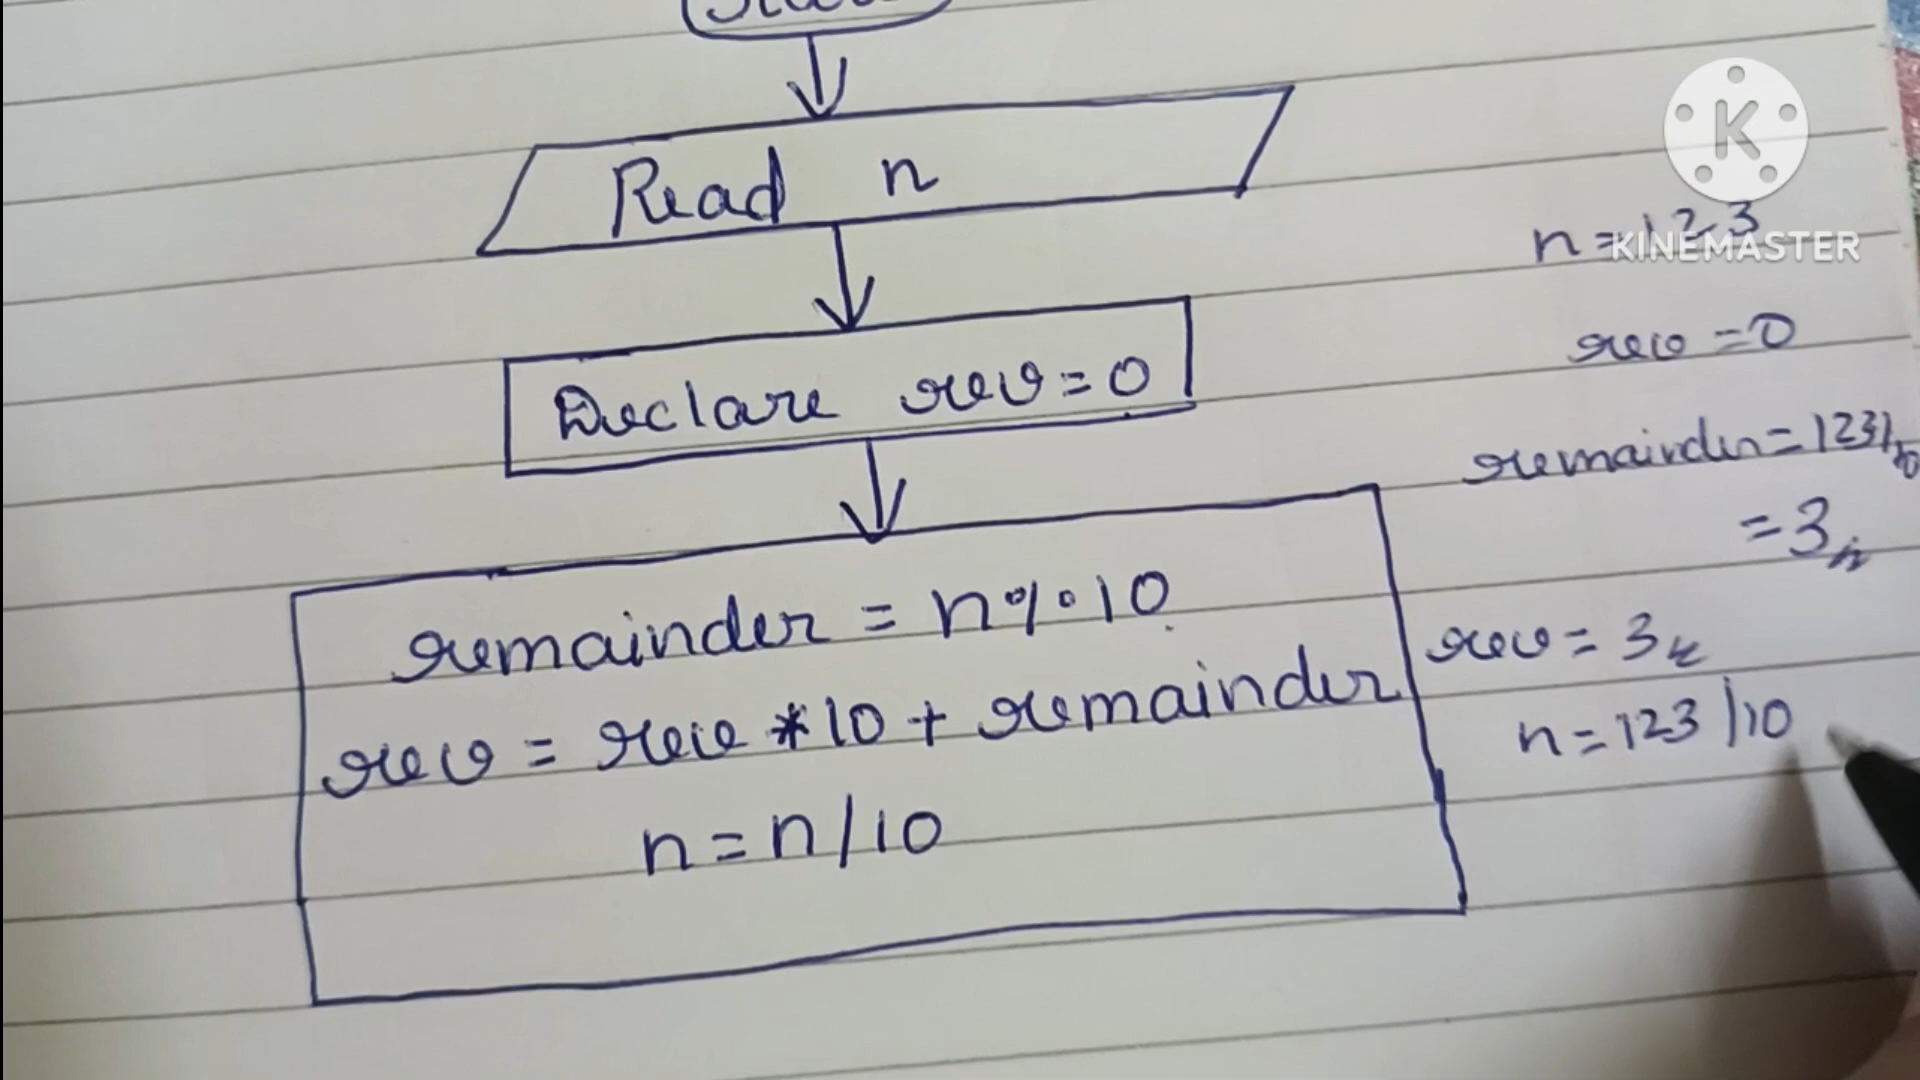 Start
Read n
Declare rev=0
remainder = n%10
rev = rev * 10 + remainder
n = n/10
K
KINEMASTER
n = 123
rev = 0
remainder = 123%10
= 3
rev = 3
n = 123/10